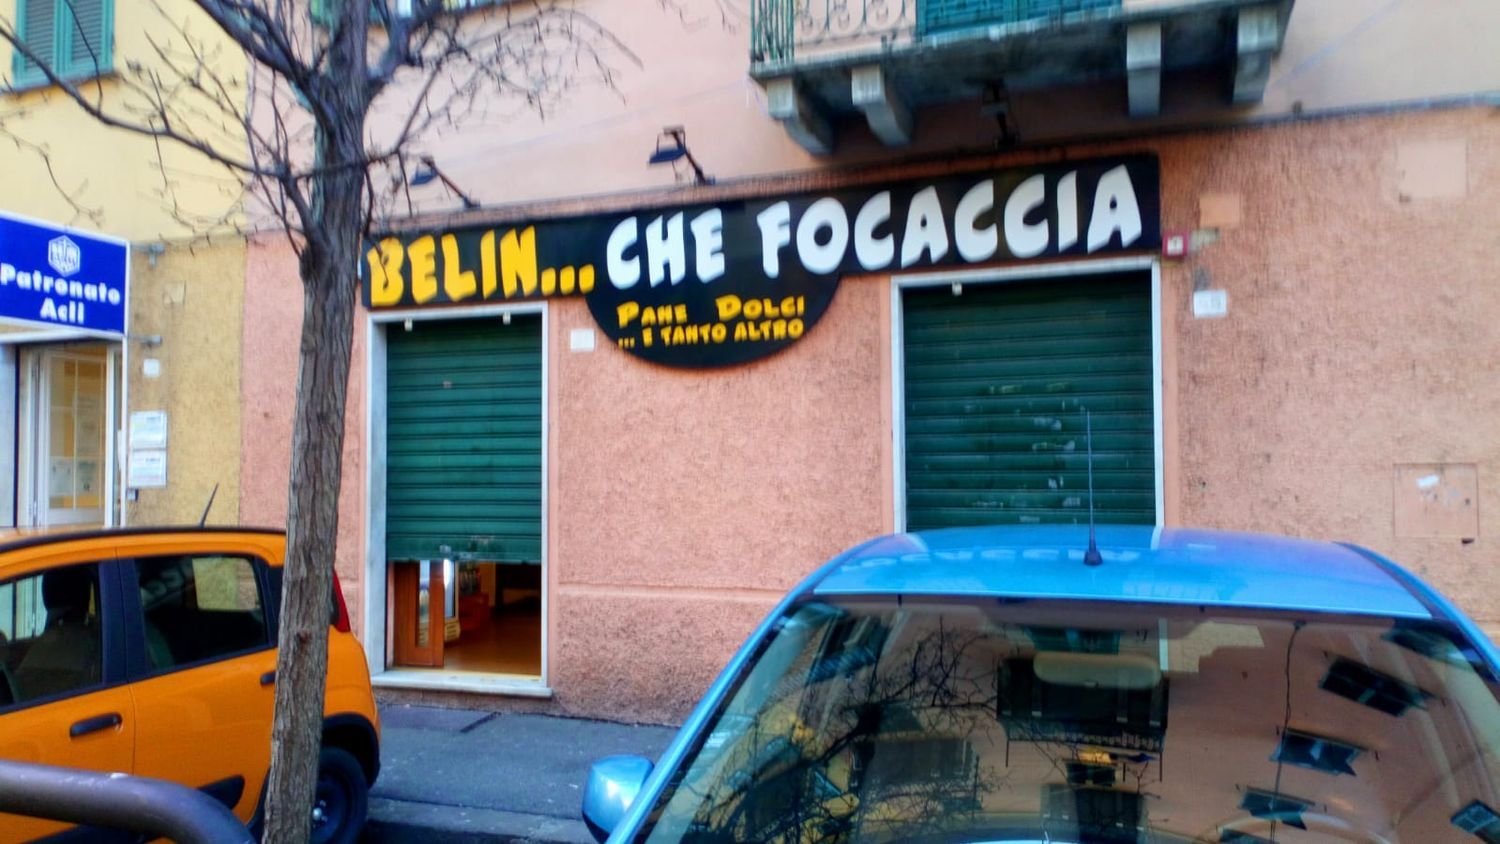 BELIN... CHE FOCACCIA
PANE DOLCI
... E TANTO ALTRO
Patronato
Acli